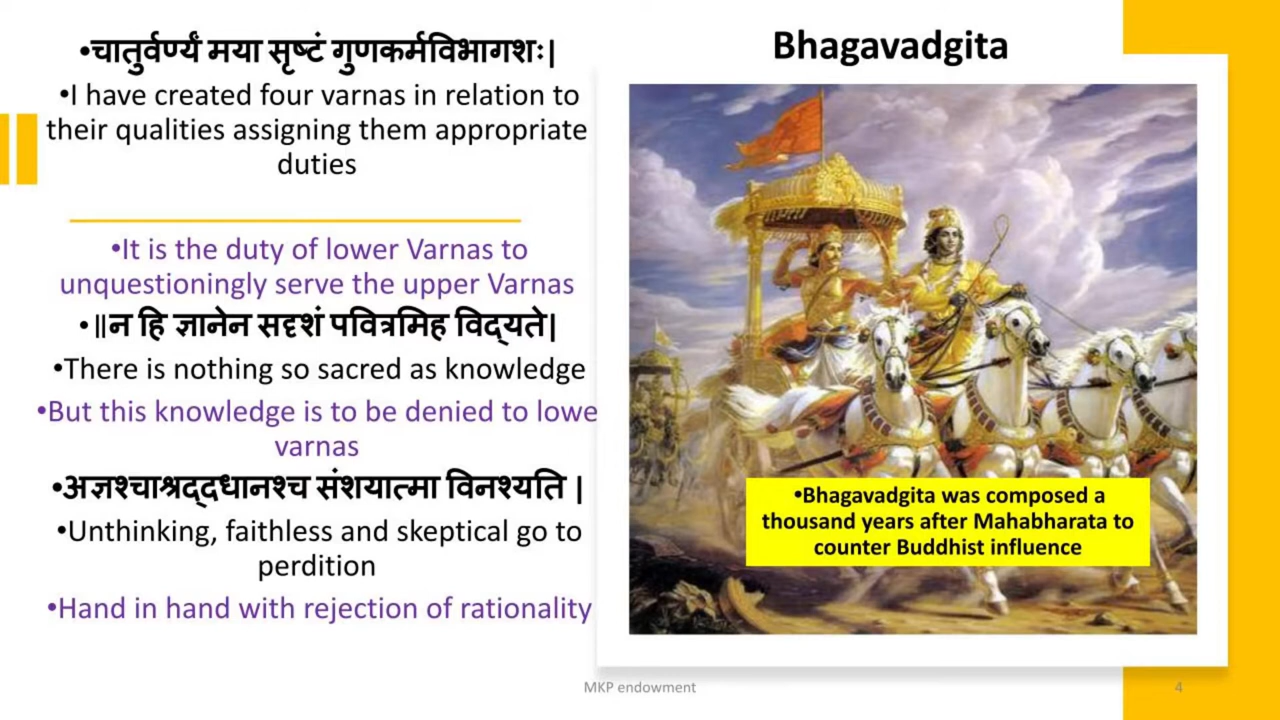 •चातुर्वर्ण्यं मया सृष्टं गुणकर्मविभागशः|
•I have created four varnas in relation to
their qualities assigning them appropriate
duties
•It is the duty of lower Varnas to
unquestioningly serve the upper Varnas
•॥न हि ज्ञानेन सदृशं पवित्रमिह विद्यते|
•There is nothing so sacred as knowledge
•But this knowledge is to be denied to lowe
varnas
•अज्ञश्चाश्रद्दधानश्च संशयात्मा विनश्यति |
•Unthinking, faithless and skeptical go to
perdition
•Hand in hand with rejection of rationality
Bhagavadgita
•Bhagavadgita was composed a
thousand years after Mahabharata to
counter Buddhist influence
MKP endowment
4